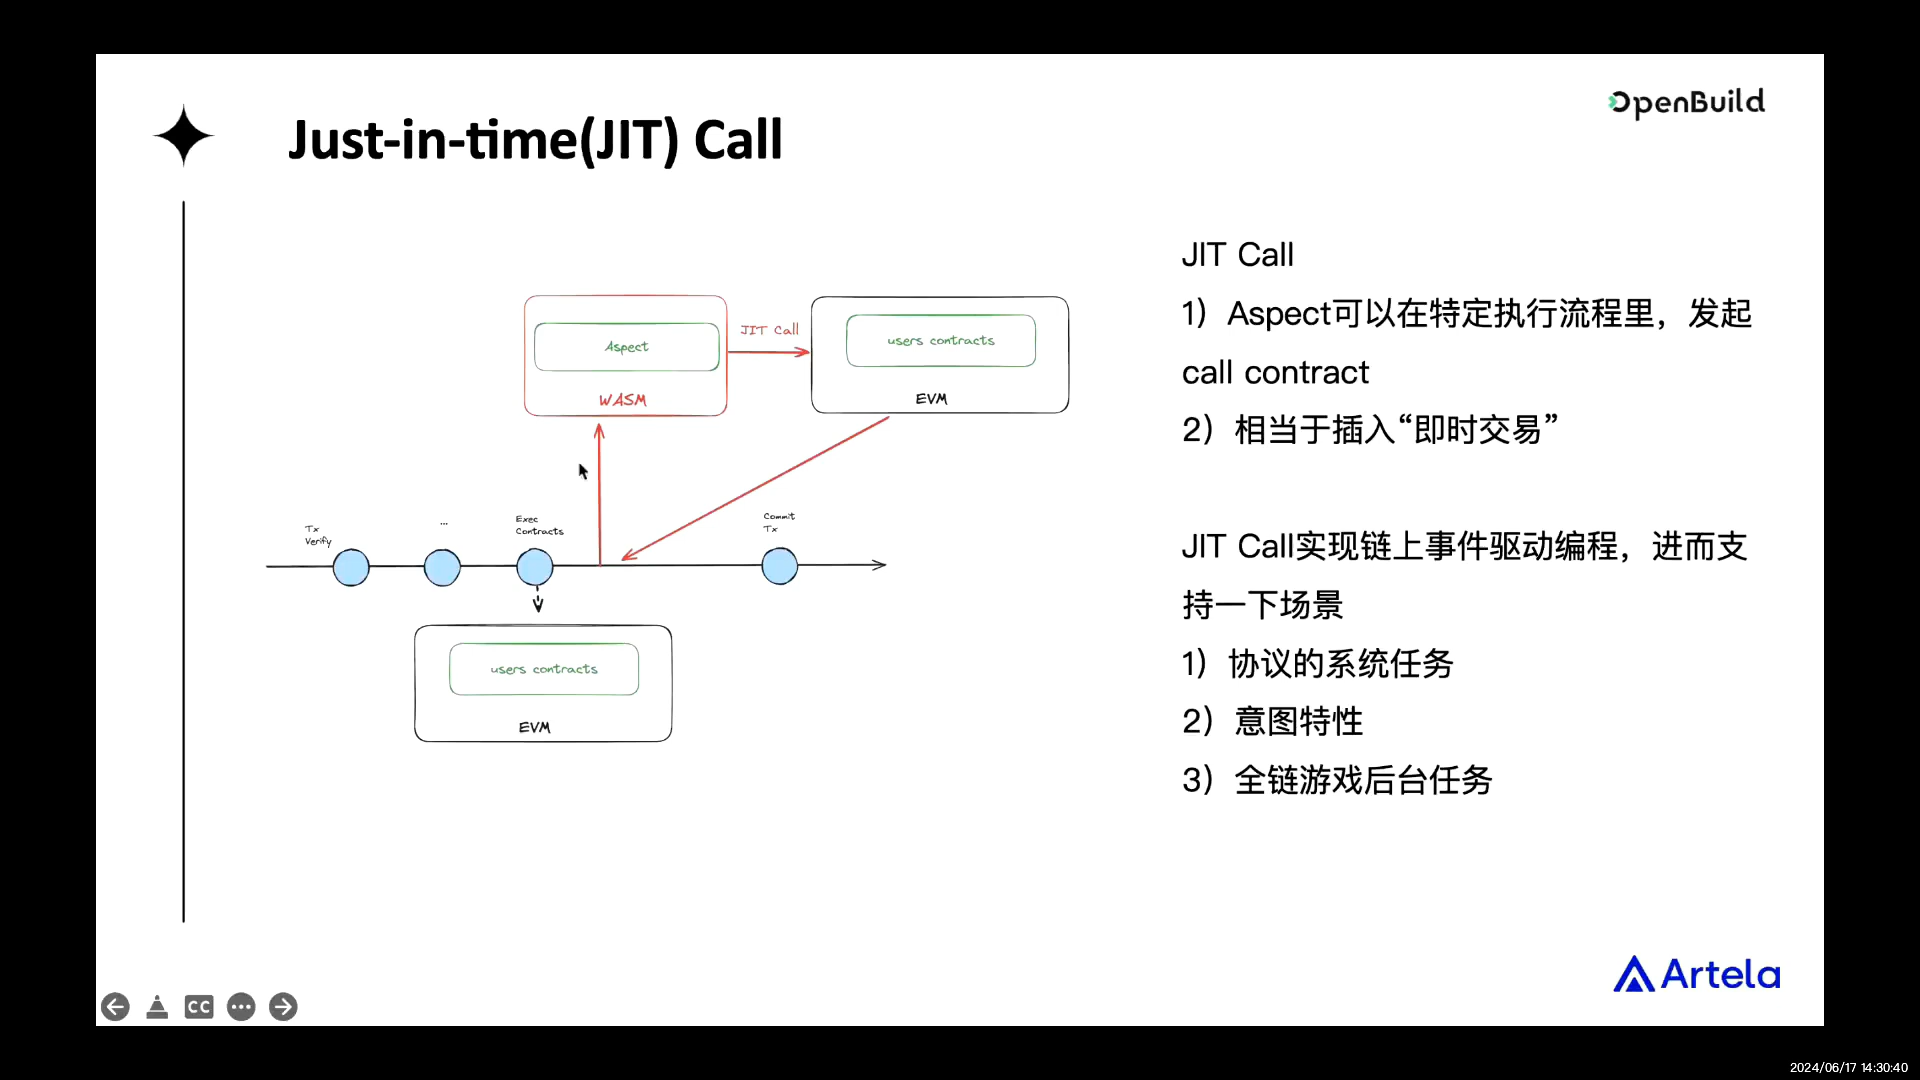 OpenBuild
Just-in-time(JIT) Call
Aspect
WASM
JIT Call
users contracts
EVM
Tx
Verify
...
Exec
Contracts
Commit
Tx
users contracts
EVM
JIT Call
1）Aspect可以在特定执行流程里，发起
call contract
2）相当于插入“即时交易”
JIT Call实现链上事件驱动编程，进而支
持一下场景
1）协议的系统任务
2）意图特性
3）全链游戏后台任务
Artela
CC
2024/06/17 14:30:40